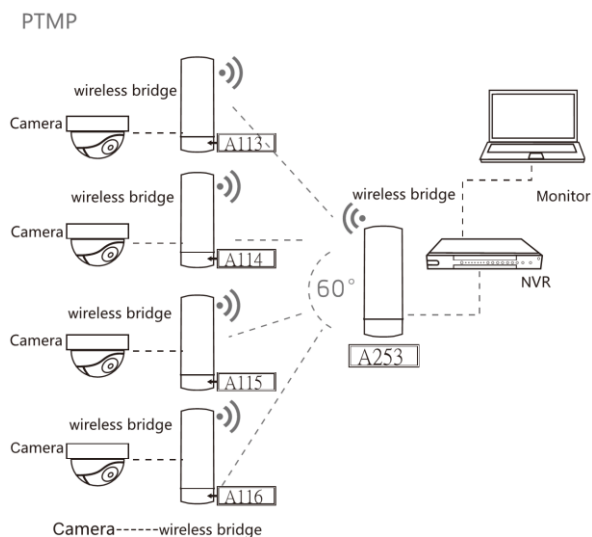 PTMP
wireless bridge
Camera
A113
wireless bridge
Camera
A114
wireless bridge
Camera
A115
wireless bridge
Camera
A116
Camera------wireless bridge
wireless bridge
60°
A253
Monitor
NVR